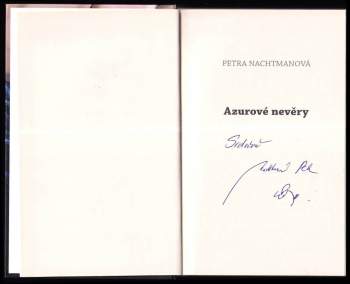 PETRA NACHTMANOVÁ
Azurové nevěry
Srdečně